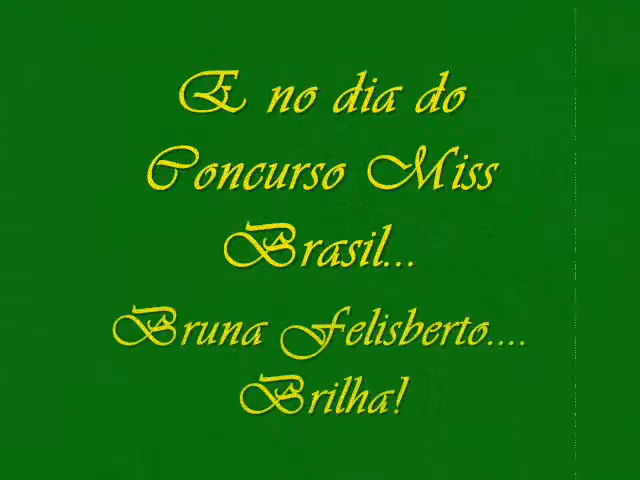 E no dia do
Concurso Miss
Brasil...
Bruna Felisberto....
Brilha!